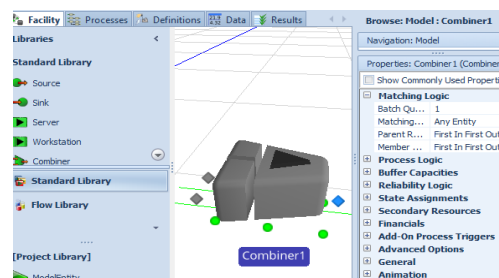 Facility Processes Definitions Data Results
Libraries
Standard Library
Source
Sink
Server
Workstation
Combiner
Standard Library
Flow Library
[Project Library]
ModelEntity
Combiner1
Browse: Model : Combiner1
Navigation: Model
Properties: Combiner1 (Combiner
Show Commonly Used Properti
Matching Logic
Batch Qu... 1
Matching... Any Entity
Parent R... First In First Out
Member ... First In First Out
Process Logic
Buffer Capacities
Reliability Logic
State Assignments
Secondary Resources
Financials
Add-On Process Triggers
Advanced Options
General
Animation